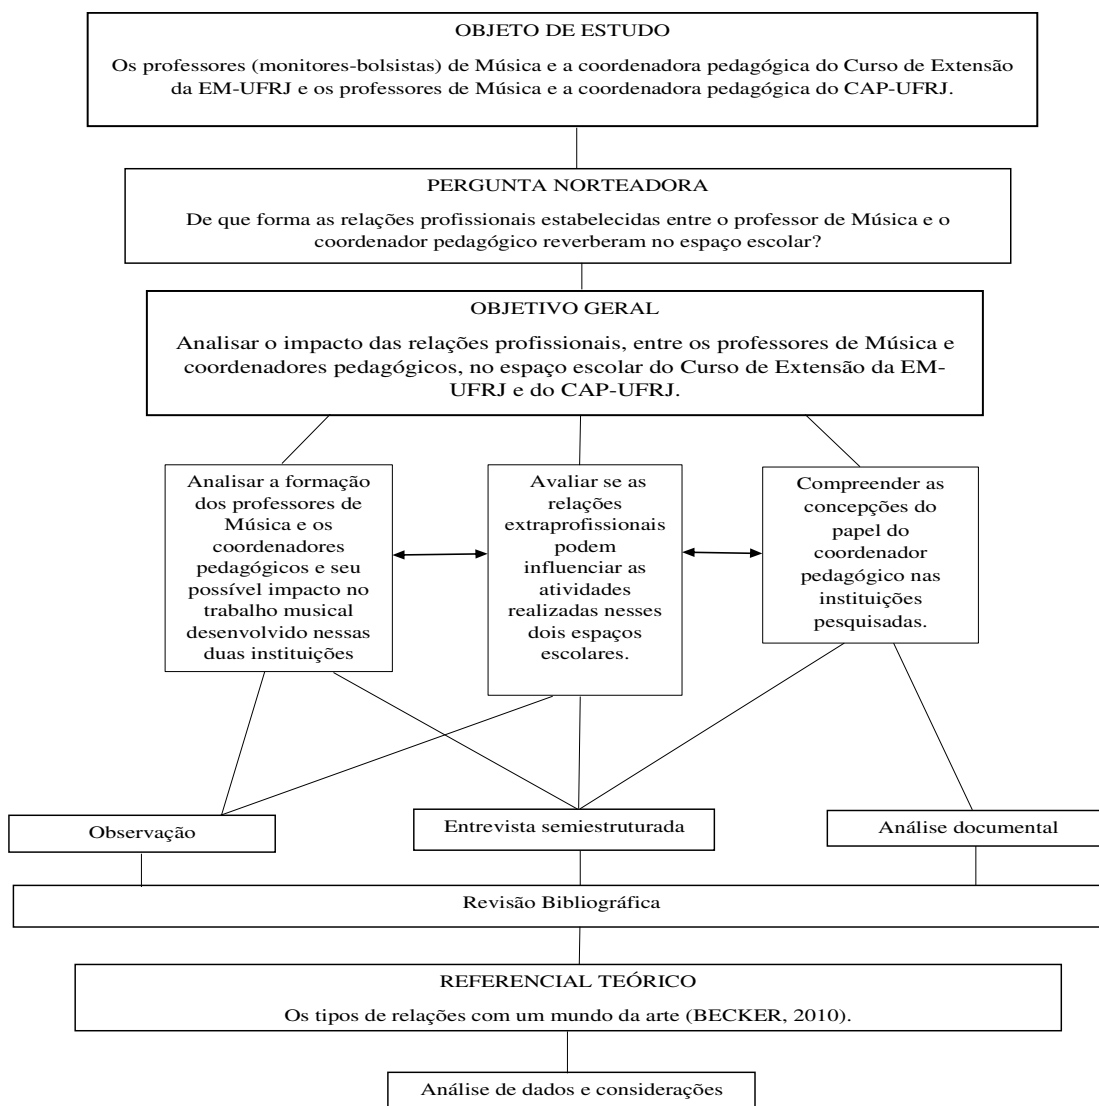 OBJETO DE ESTUDO
Os professores (monitores-bolsistas) de Música e a coordenadora pedagógica do Curso de Extensão
da EM-UFRJ e os professores de Música e a coordenadora pedagógica do CAP-UFRJ.
PERGUNTA NORTEADORA
De que forma as relações profissionais estabelecidas entre o professor de Música e o
coordenador pedagógico reverberam no espaço escolar?
OBJETIVO GERAL
Analisar o impacto das relações profissionais, entre os professores de Música e
coordenadores pedagógicos, no espaço escolar do Curso de Extensão da EM-
UFRJ e do CAP-UFRJ.
Analisar a formação
dos professores de
Música e os
coordenadores
pedagógicos e seu
possível impacto no
trabalho musical
desenvolvido nessas
duas instituições
Avaliar se as
relações
extraprofissionais
podem
influenciar as
atividades
realizadas nesses
dois espaços
escolares.
Compreender as
concepções do
papel do
coordenador
pedagógico nas
instituições
pesquisadas.
Observação
Entrevista semiestruturada
Análise documental
Revisão Bibliográfica
REFERENCIAL TEÓRICO
Os tipos de relações com um mundo da arte (BECKER, 2010).
Análise de dados e considerações